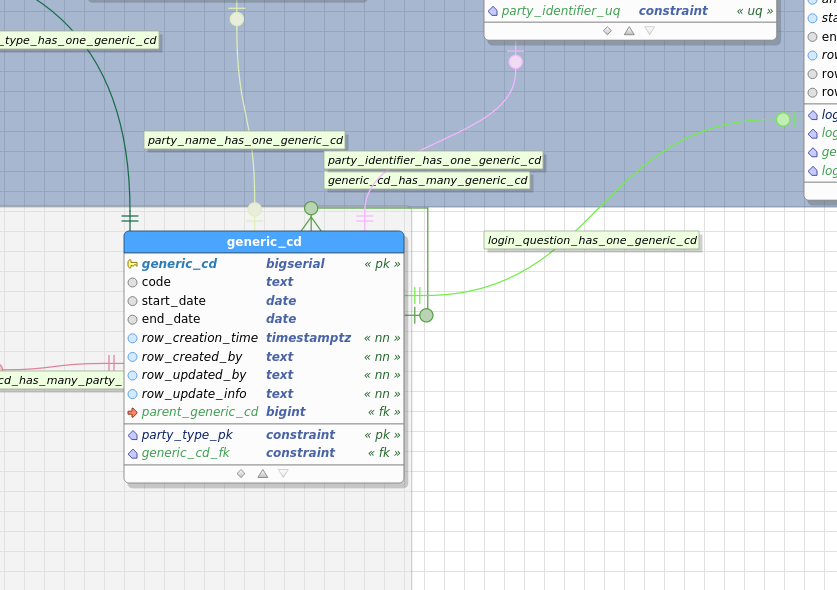 party_identifier_uq constraint « uq »
_type_has_one_generic_cd
sta
en
row
row
row
log
log
ge
log
party_name_has_one_generic_cd
party_identifier_has_one_generic_cd
generic_cd_has_many_generic_cd
login_question_has_one_generic_cd
generic_cd
generic_cd bigserial « pk »
code text
start_date date
end_date date
row_creation_time timestamptz « nn »
row_created_by text « nn »
row_updated_by text « nn »
row_update_info text « nn »
cd_has_many_party_
parent_generic_cd bigint « fk »
party_type_pk constraint « pk »
generic_cd_fk constraint « fk »